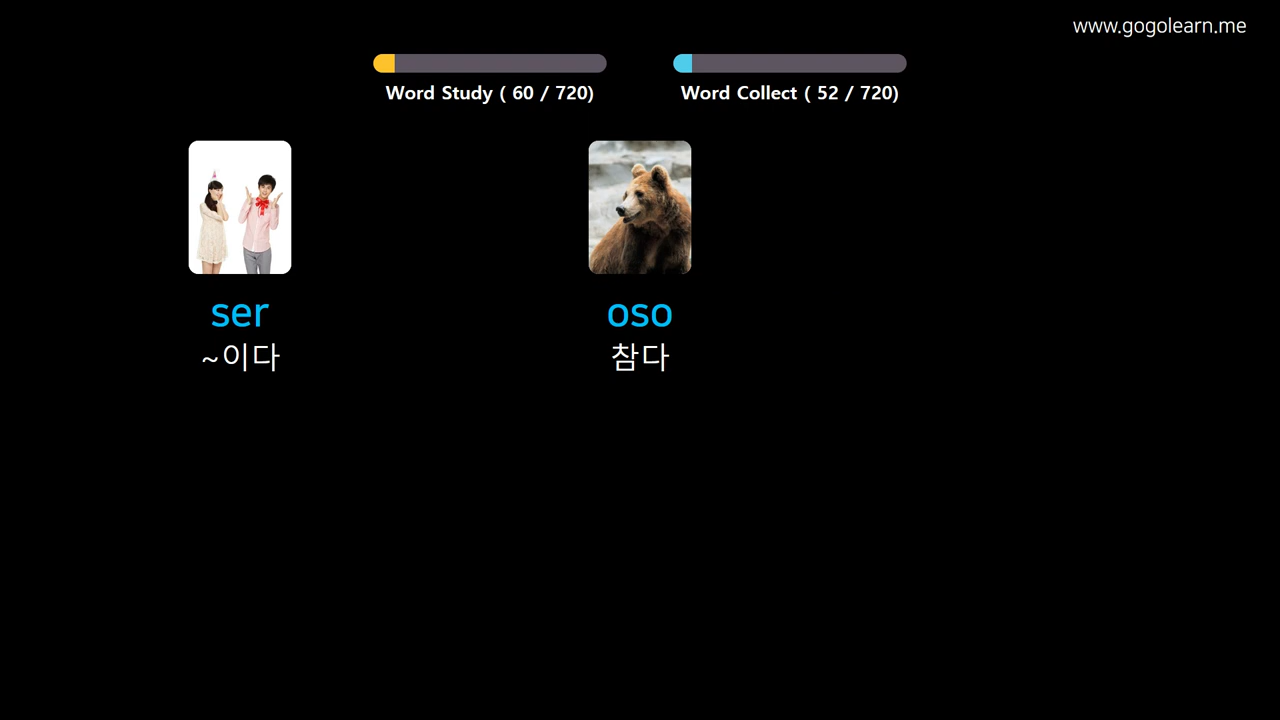 www.gogolearn.me
Word Study ( 60 / 720)
Word Collect ( 52 / 720)
ser
~이다
oso
참다